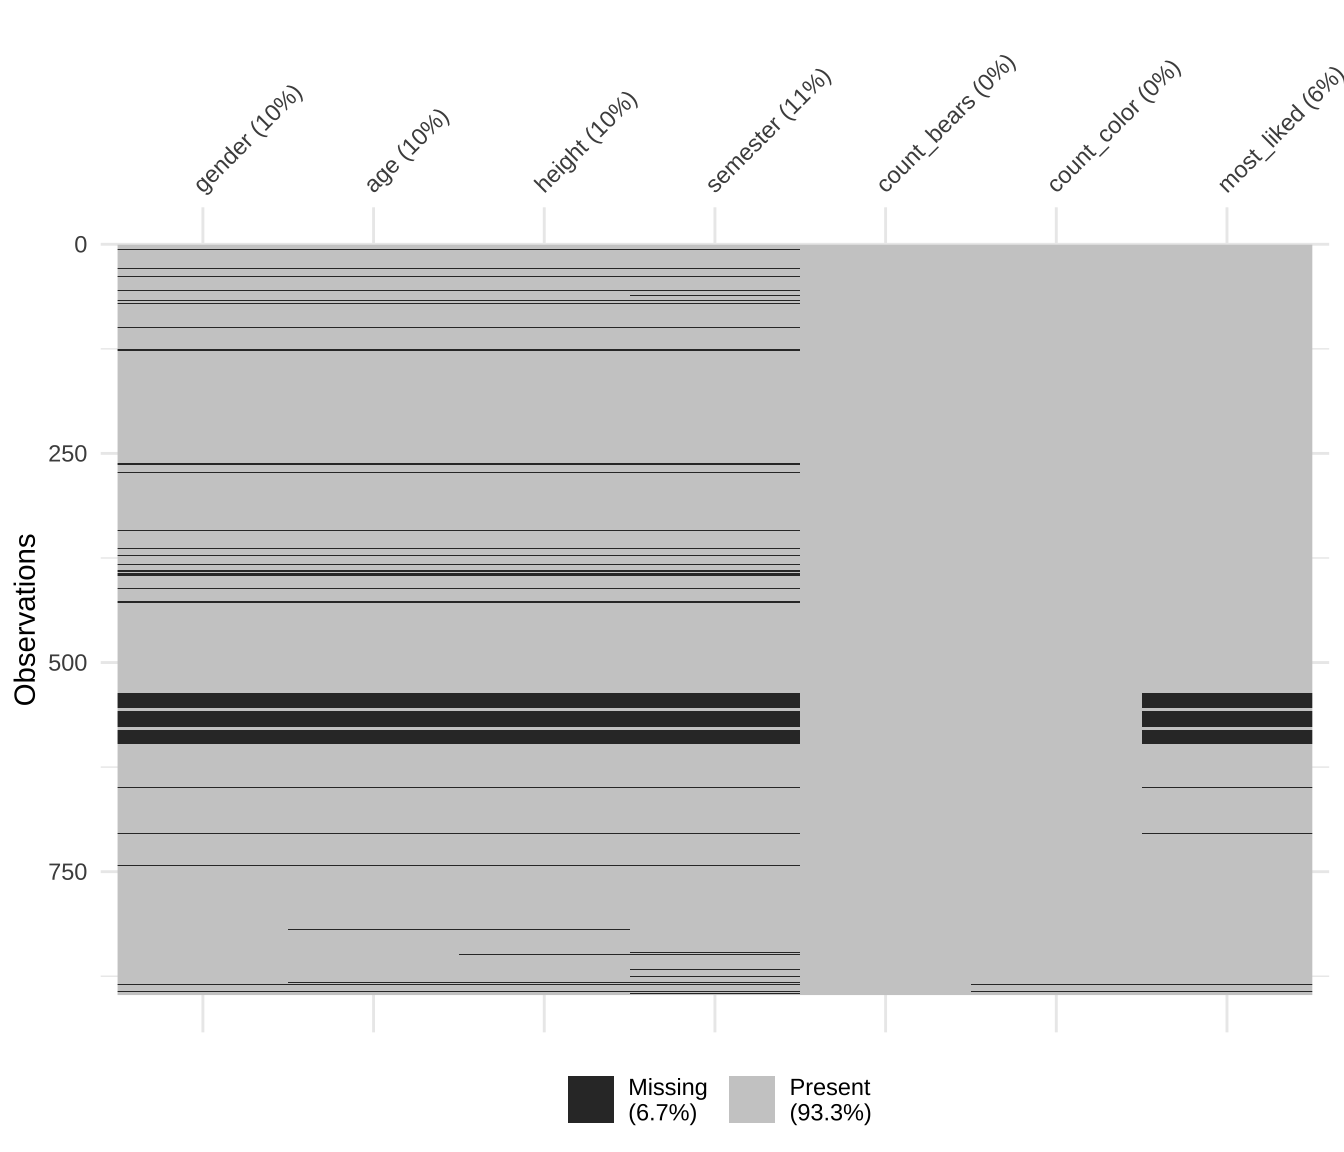 gender (10%)
age (10%)
height (10%)
semester (11%)
count_bears (0%)
count_color (0%)
most_liked (6%)
0
250
500
750
Observations
Missing
(6.7%)
Present
(93.3%)